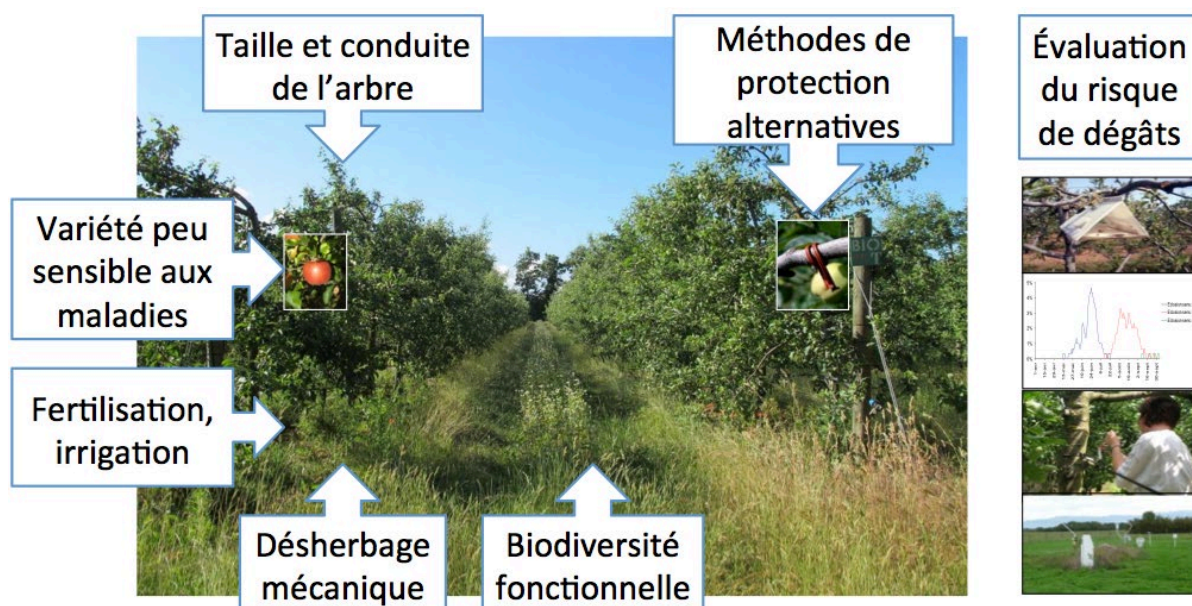 Taille et conduite
de l'arbre
Méthodes de
protection
alternatives
Évaluation
du risque
de dégâts
Variété peu
sensible aux
maladies
BIO
Fertilisation,
irrigation
Désherbage
mécanique
Biodiversité
fonctionnelle